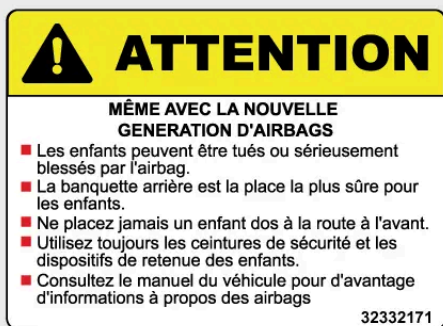 ATTENTION
MÊME AVEC LA NOUVELLE
GENERATION D'AIRBAGS
Les enfants peuvent être tués ou sérieusement
blessés par l'airbag.
La banquette arrière est la place la plus sûre pour
les enfants.
Ne placez jamais un enfant dos à la route à l'avant.
Utilisez toujours les ceintures de sécurité et les
dispositifs de retenue des enfants.
Consultez le manuel du véhicule pour d'avantage
d'informations à propos des airbags
32332171